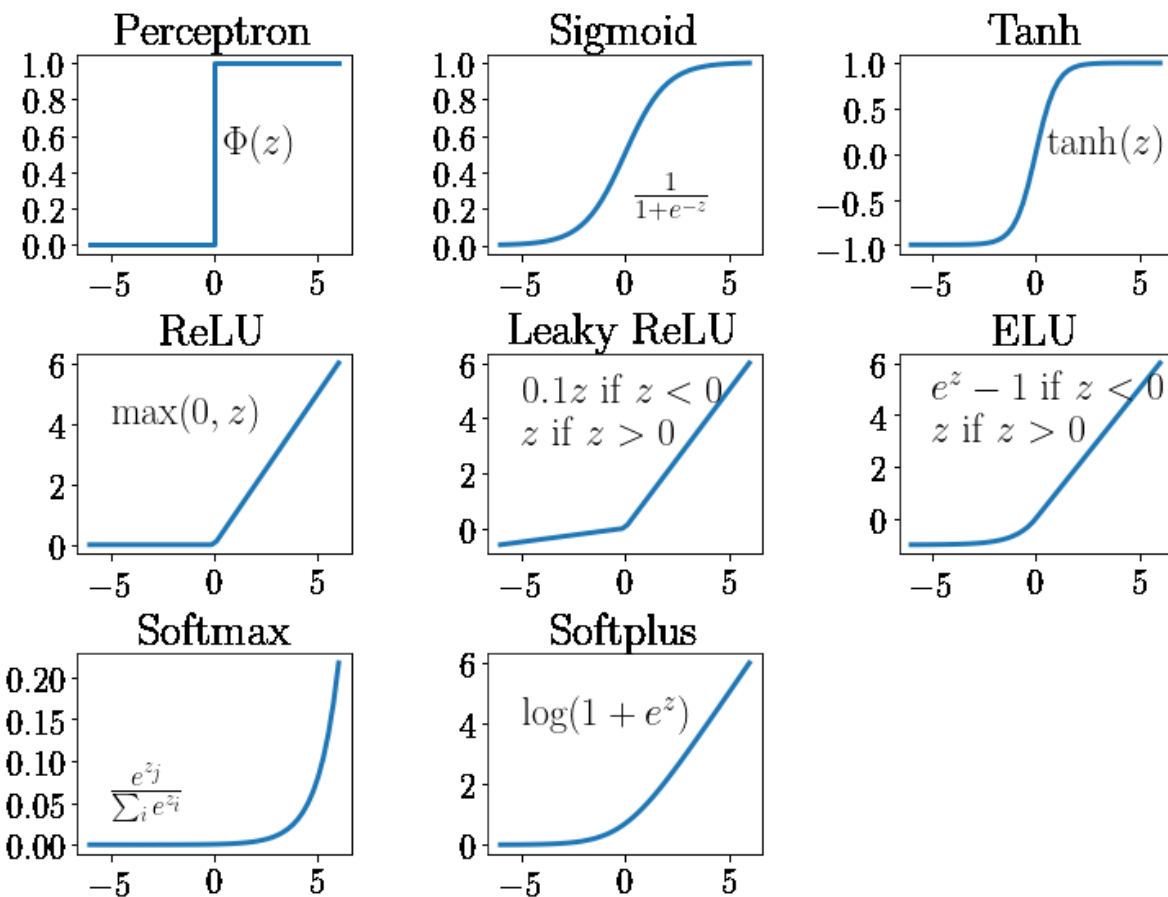 Perceptron
1.0
0.8
0.6
0.4
0.2
0.0
Φ(z)
−5 0 5
Sigmoid
1.0
0.8
0.6
0.4
0.2
0.0
1
1+e^{−z}
−5 0 5
Tanh
1.0
0.5
0.0
−0.5
−1.0
tanh(z)
−5 0 5
ReLU
6
4
2
0
max(0, z)
−5 0 5
Leaky ReLU
6
4
2
0
0.1z if z < 0
z if z > 0
−5 0 5
ELU
6
4
2
0
e^z − 1 if z < 0
z if z > 0
−5 0 5
Softmax
0.20
0.15
0.10
0.05
0.00
e^{z_j}
∑_i e^{z_i}
−5 0 5
Softplus
6
4
2
0
log(1 + e^z)
−5 0 5